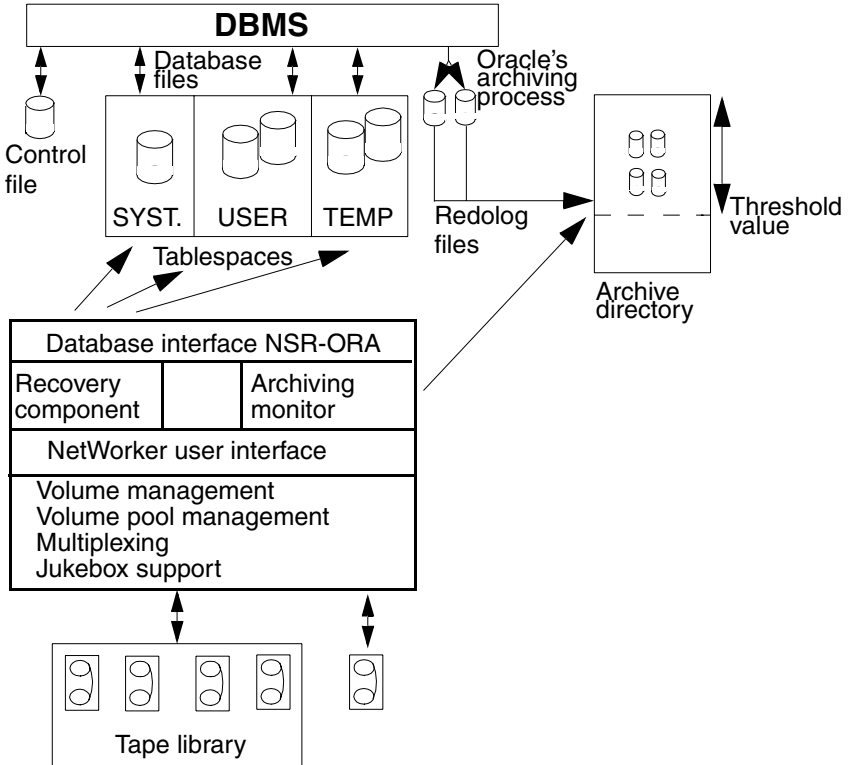 DBMS
Database
files
Oracle's
archiving
process
Control
file
SYST.
USER
TEMP
Tablespaces
Redolog
files
Threshold
value
Archive
directory
Database interface NSR-ORA
Recovery
component
Archiving
monitor
NetWorker user interface
Volume management
Volume pool management
Multiplexing
Jukebox support
Tape library